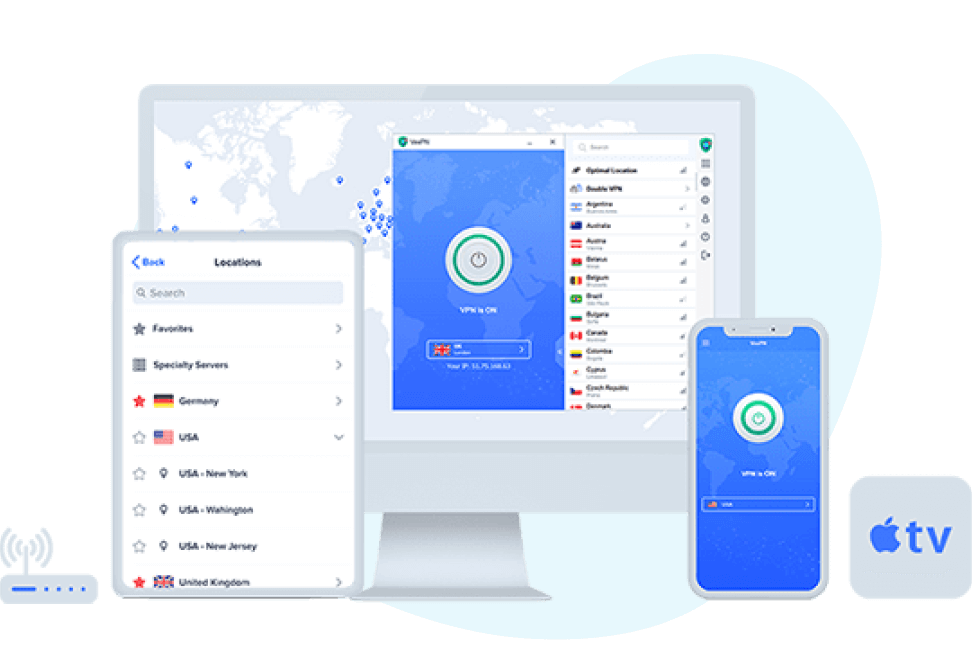 VeePN
Search
Optimal Location
Double VPN
Argentina
Buenos Aires
Australia
Austria
Vienna
Belarus
Minsk
Belgium
Brussels
Brazil
São Paulo
Bulgaria
Sofia
Canada
Montreal
Colombia
Bogota
Cyprus
Limassol
Czech Republic
Praha
Denmark
VPN is ON
UK
London
Your IP: 51.75.168.63
Back
Locations
Search
Favorites
Specialty Servers
Germany
USA
USA - New York
USA - Wahington
USA - New Jersey
United Kingdom
VeePN
VPN is ON
USA
tv